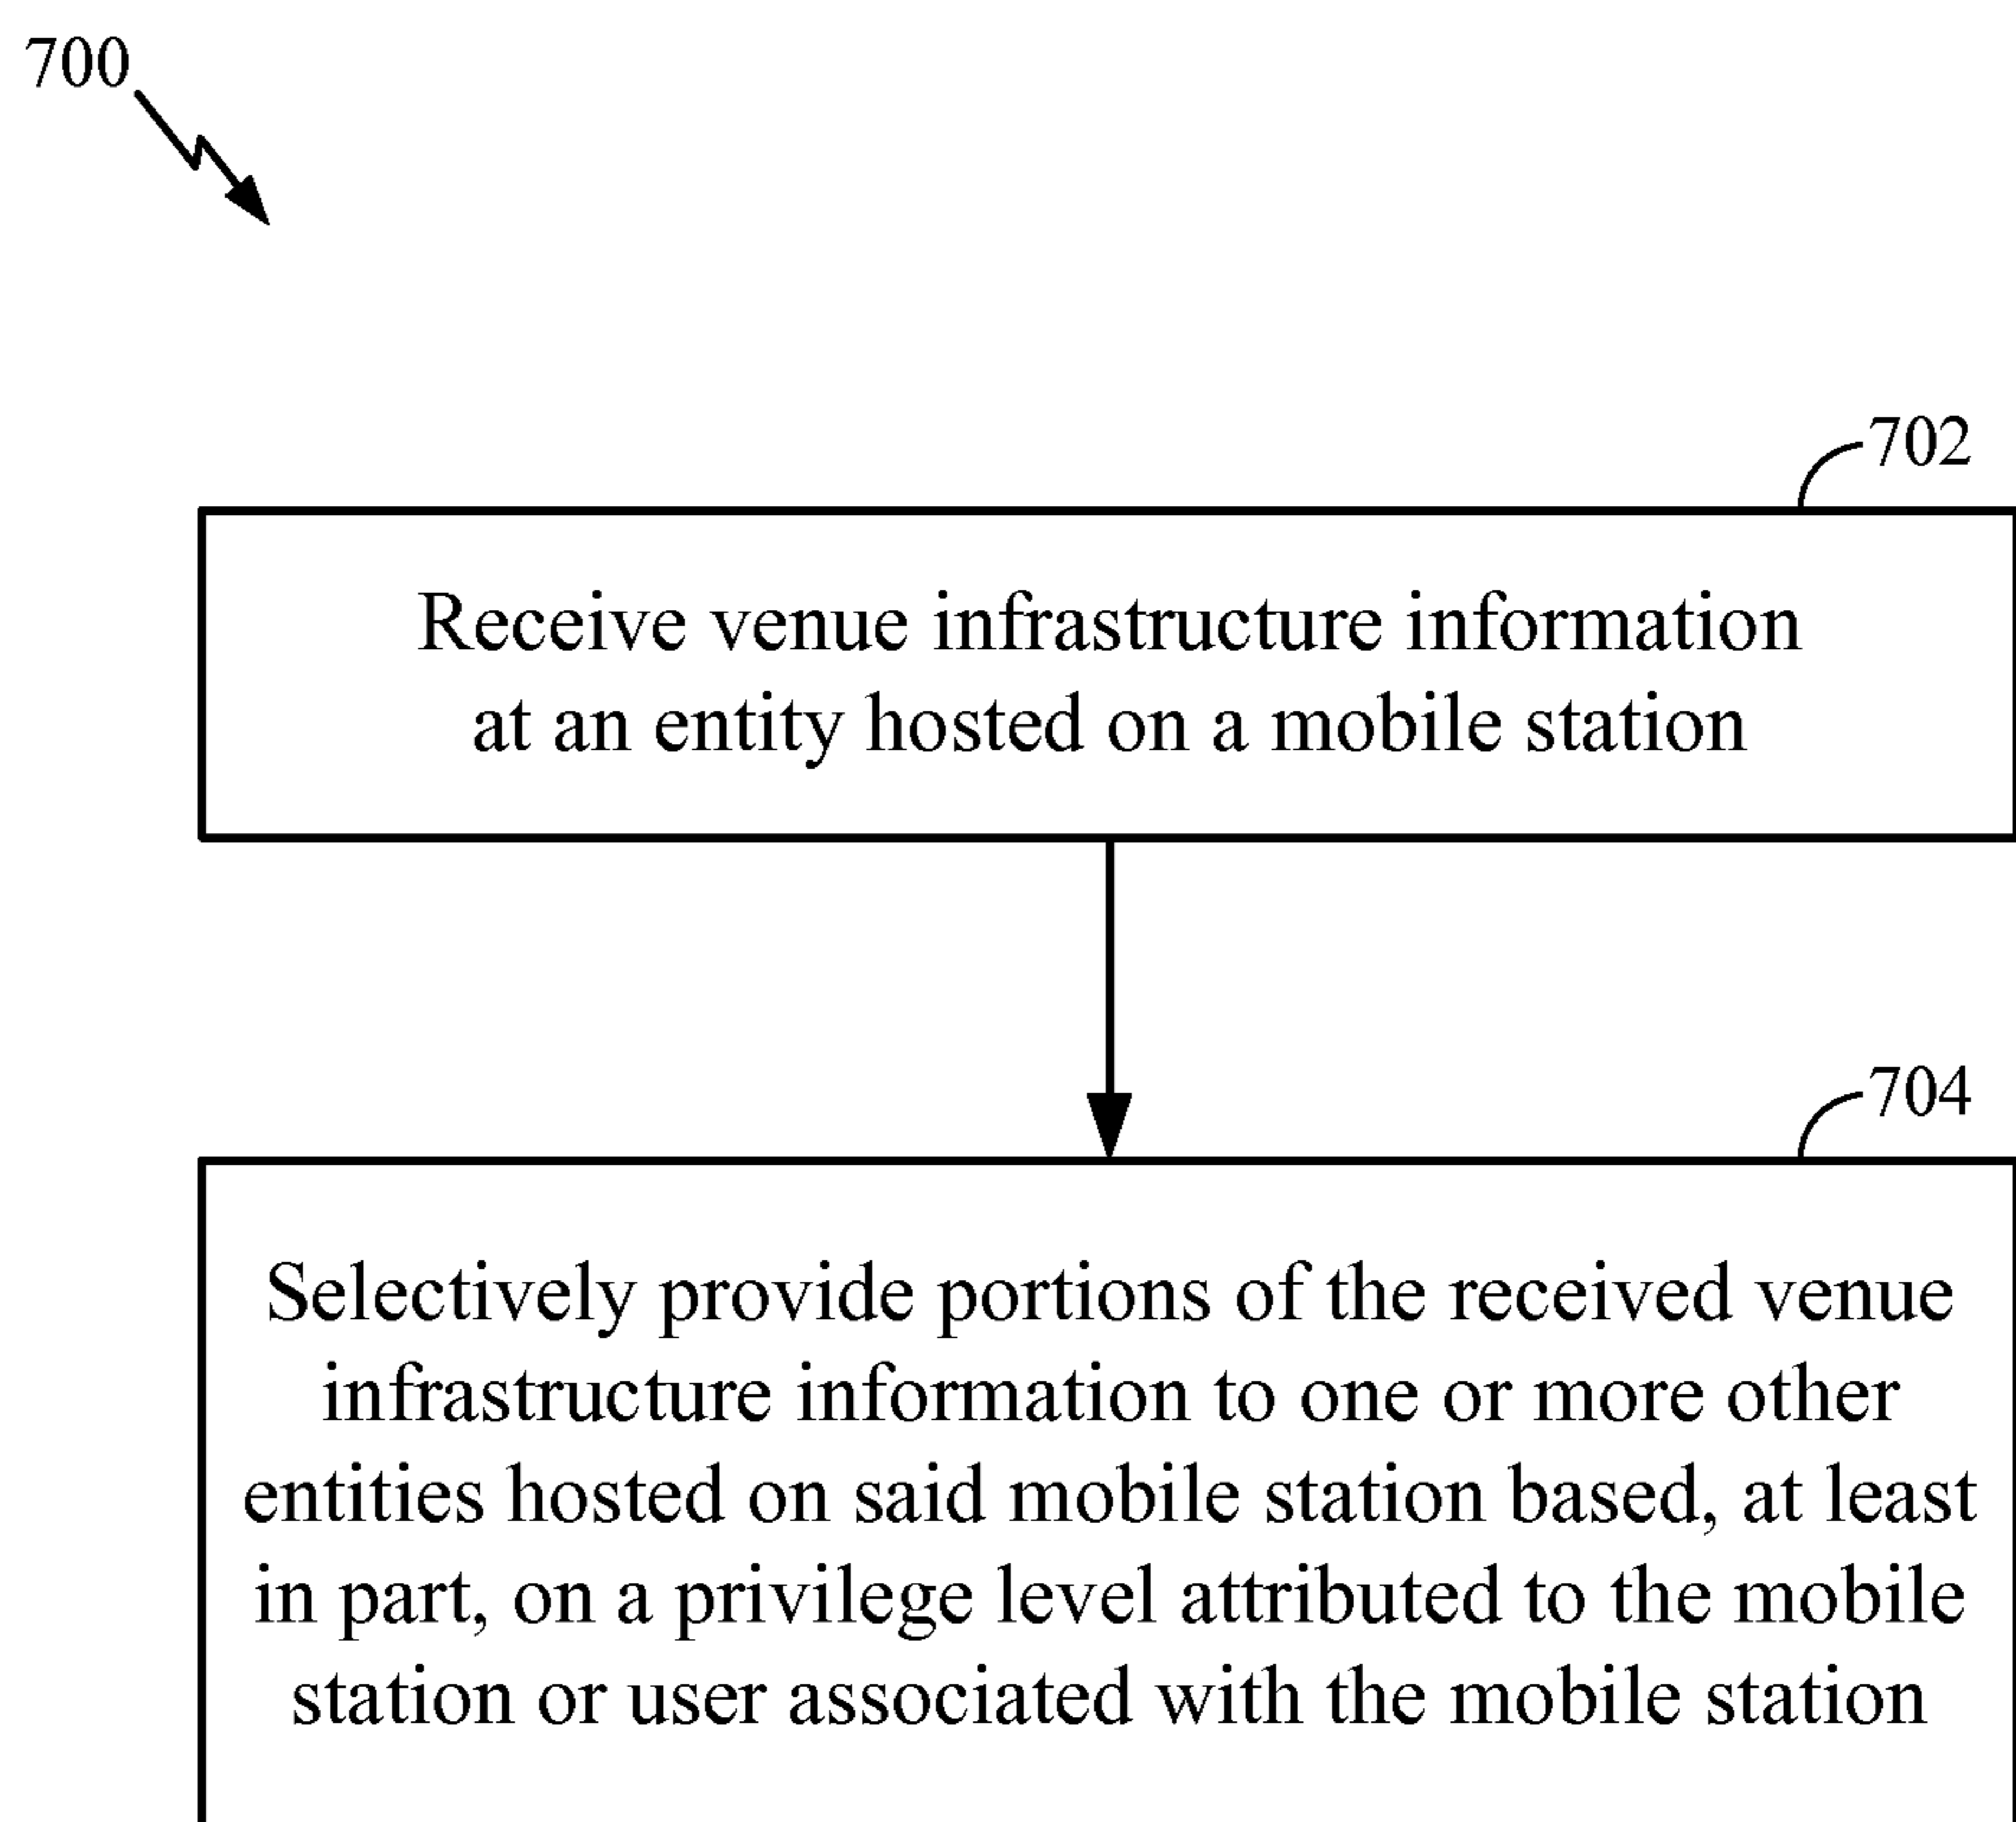 700
702
Receive venue infrastructure information
at an entity hosted on a mobile station
704
Selectively provide portions of the received venue
infrastructure information to one or more other
entities hosted on said mobile station based, at least
in part, on a privilege level attributed to the mobile
station or user associated with the mobile station